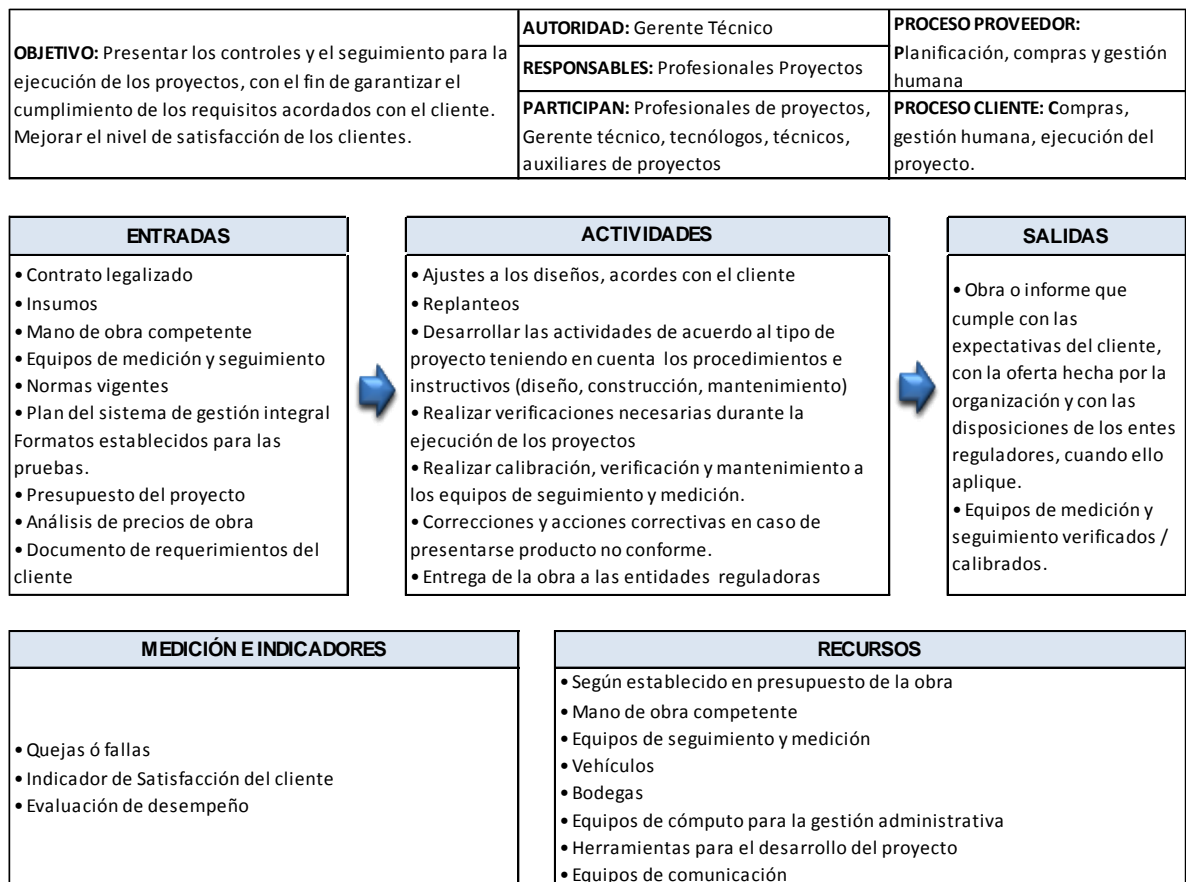 OBJETIVO: Presentar los controles y el seguimiento para la
ejecución de los proyectos, con el fin de garantizar el
cumplimiento de los requisitos acordados con el cliente.
Mejorar el nivel de satisfacción de los clientes.
AUTORIDAD: Gerente Técnico
RESPONSABLES: Profesionales Proyectos
PARTICIPAN: Profesionales de proyectos,
Gerente técnico, tecnólogos, técnicos,
auxiliares de proyectos
PROCESO PROVEEDOR:
Planificación, compras y gestión
humana
PROCESO CLIENTE: Compras,
gestión humana, ejecución del
proyecto.
ENTRADAS
• Contrato legalizado
• Insumos
• Mano de obra competente
• Equipos de medición y seguimiento
• Normas vigentes
• Plan del sistema de gestión integral
Formatos establecidos para las
pruebas.
• Presupuesto del proyecto
• Análisis de precios de obra
• Documento de requerimientos del
cliente
ACTIVIDADES
• Ajustes a los diseños, acordes con el cliente
• Replanteos
• Desarrollar las actividades de acuerdo al tipo de
proyecto teniendo en cuenta los procedimientos e
instructivos (diseño, construcción, mantenimiento)
• Realizar verificaciones necesarias durante la
ejecución de los proyectos
• Realizar calibración, verificación y mantenimiento a
los equipos de seguimiento y medición.
• Correcciones y acciones correctivas en caso de
presentarse producto no conforme.
• Entrega de la obra a las entidades reguladoras
SALIDAS
• Obra o informe que
cumple con las
expectativas del cliente,
con la oferta hecha por la
organización y con las
disposiciones de los entes
reguladores, cuando ello
aplique.
• Equipos de medición y
seguimiento verificados /
calibrados.
MEDICIÓN E INDICADORES
• Quejas ó fallas
• Indicador de Satisfacción del cliente
• Evaluación de desempeño
RECURSOS
• Según establecido en presupuesto de la obra
• Mano de obra competente
• Equipos de seguimiento y medición
• Vehículos
• Bodegas
• Equipos de cómputo para la gestión administrativa
• Herramientas para el desarrollo del proyecto
• Equipos de comunicación